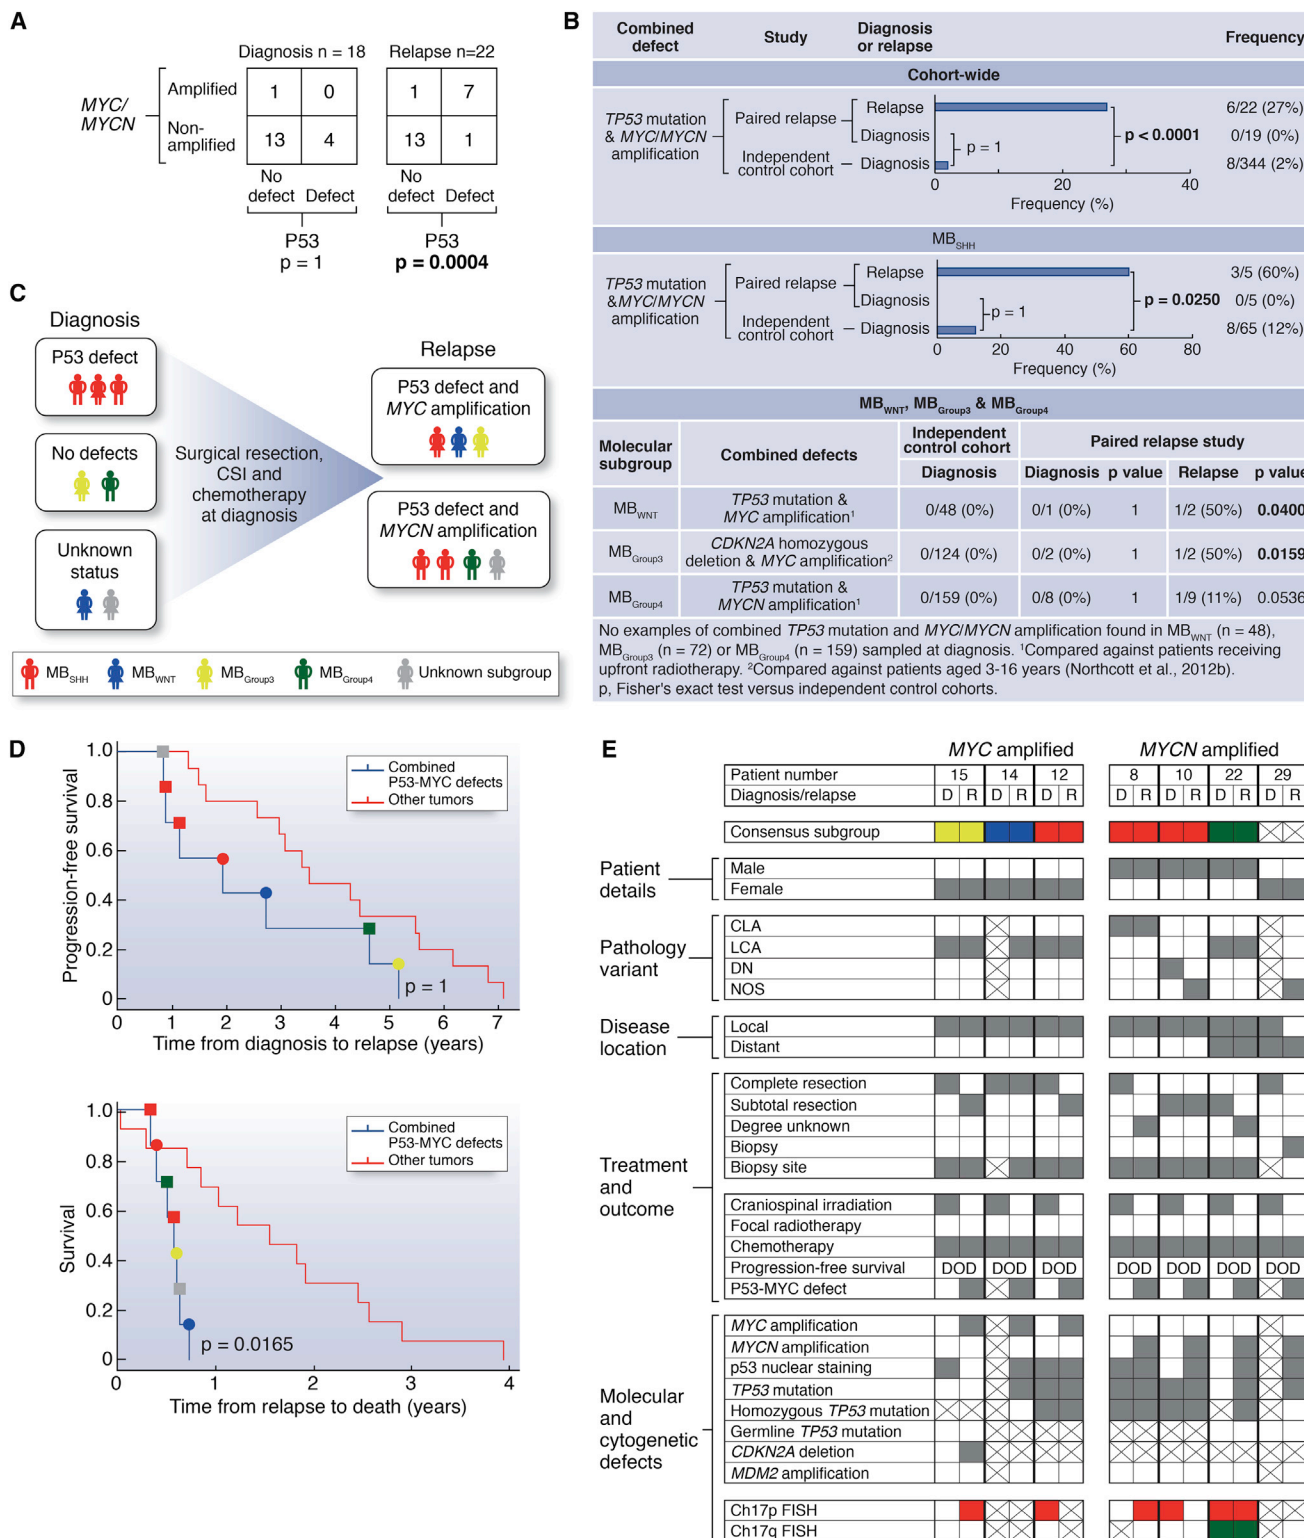 A
Diagnosis n = 18
Relapse n=22
MYC/
MYCN
Amplified
1 0
1 7
Non-
amplified
13 4
13 1
No
defect
Defect
No
defect
Defect
P53
p = 1
P53
p = 0.0004
B
Combined
defect
Study
Diagnosis
or relapse
Frequency
Cohort-wide
TP53 mutation
& MYC/MYCN
amplification
Paired relapse
Relapse
6/22 (27%)
Diagnosis
0/19 (0%)
Independent
control cohort
Diagnosis
8/344 (2%)
p = 1
p < 0.0001
0 20 40
Frequency (%)
MBSHH
TP53 mutation
&MYC/MYCN
amplification
Paired relapse
Relapse
3/5 (60%)
Diagnosis
0/5 (0%)
Independent
control cohort
Diagnosis
8/65 (12%)
p = 1
p = 0.0250
0 20 40 60 80
Frequency (%)
MBWNT, MBGroup3 & MBGroup4
Molecular
subgroup
Combined defects
Independent
control cohort
Paired relapse study
Diagnosis
Diagnosis p value Relapse p value
MBWNT
TP53 mutation &
MYC amplification1
0/48 (0%) 0/1 (0%) 1 1/2 (50%) 0.0400
MBGroup3
CDKN2A homozygous
deletion & MYC amplification2
0/124 (0%) 0/2 (0%) 1 1/2 (50%) 0.0159
MBGroup4
TP53 mutation &
MYCN amplification1
0/159 (0%) 0/8 (0%) 1 1/9 (11%) 0.0536
No examples of combined TP53 mutation and MYC/MYCN amplification found in MBWNT (n = 48),
MBGroup3 (n = 72) or MBGroup4 (n = 159) sampled at diagnosis. 1Compared against patients receiving
upfront radiotherapy. 2Compared against patients aged 3-16 years (Northcott et al., 2012b).
p, Fisher's exact test versus independent control cohorts.
C
Diagnosis
P53 defect
No defects
Unknown
status
Surgical resection,
CSI and
chemotherapy
at diagnosis
Relapse
P53 defect and
MYC amplification
P53 defect and
MYCN amplification
MBSHH MBWNT MBGroup3 MBGroup4 Unknown subgroup
D
Progression-free survival
1.0
0.8
0.6
0.4
0.2
0
Combined
P53-MYC defects
Other tumors
p = 1
0 1 2 3 4 5 6 7
Time from diagnosis to relapse (years)
Survival
1.0
0.8
0.6
0.4
0.2
0
Combined
P53-MYC defects
Other tumors
p = 0.0165
0 1 2 3 4
Time from relapse to death (years)
E
MYC amplified
MYCN amplified
Patient number 15 14 12 8 10 22 29
Diagnosis/relapse D R D R D R D R D R D R D R
Consensus subgroup
Patient
details
Male
Female
Pathology
variant
CLA
LCA
DN
NOS
Disease
location
Local
Distant
Treatment
and
outcome
Complete resection
Subtotal resection
Degree unknown
Biopsy
Biopsy site
Craniospinal irradiation
Focal radiotherapy
Chemotherapy
Progression-free survival DOD DOD DOD DOD DOD DOD DOD
P53-MYC defect
Molecular
and
cytogenetic
defects
MYC amplification
MYCN amplification
p53 nuclear staining
TP53 mutation
Homozygous TP53 mutation
Germline TP53 mutation
CDKN2A deletion
MDM2 amplification
Ch17p FISH
Ch17q FISH